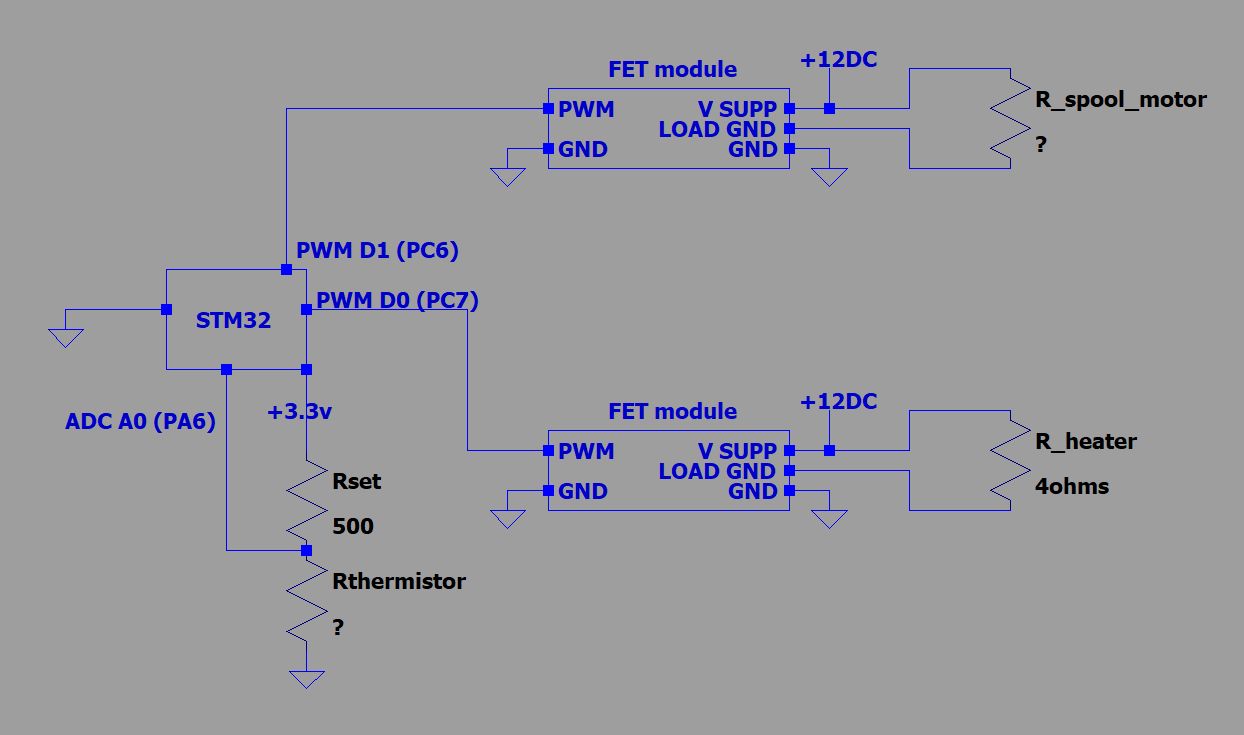 +12DC
FET module
PWM
V SUPP
LOAD GND
GND
GND
R_spool_motor
?
PWM D1 (PC6)
PWM D0 (PC7)
STM32
ADC A0 (PA6)
+3.3v
Rset
500
Rthermistor
?
+12DC
FET module
PWM
V SUPP
LOAD GND
GND
GND
R_heater
4ohms